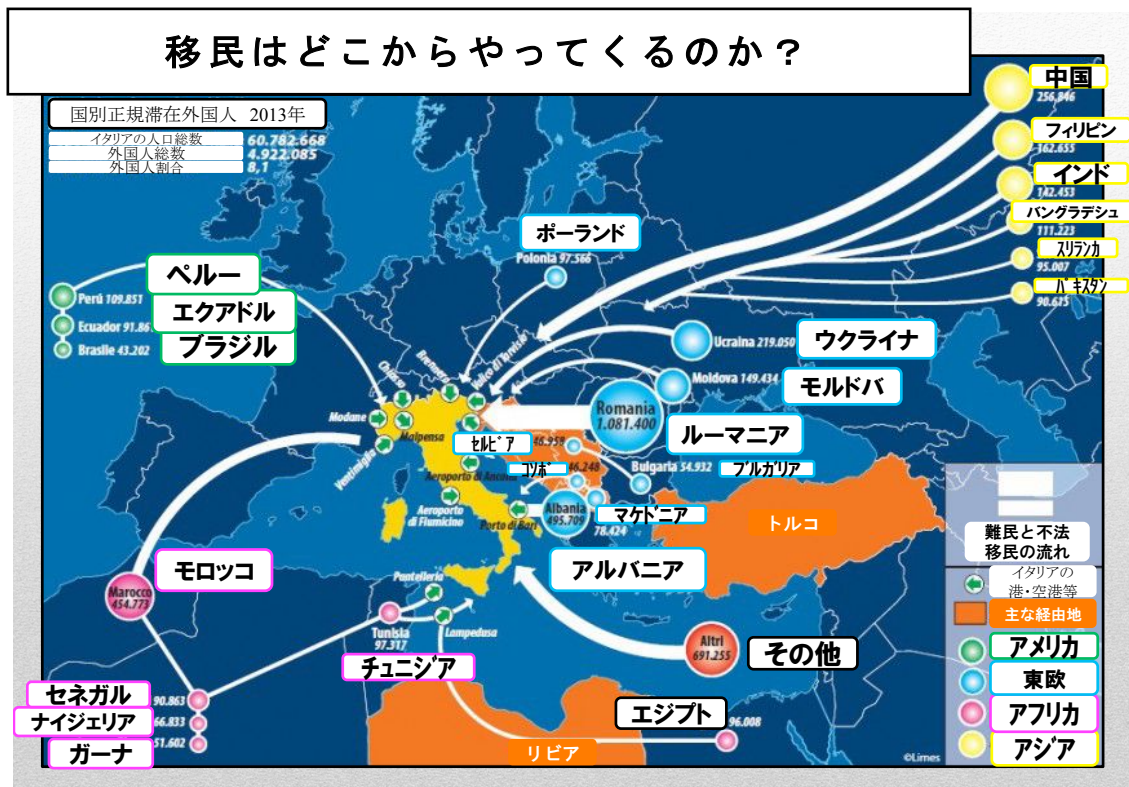 移民はどこからやってくるのか？
国別正規滞在外国人 2013年
イタリアの人口総数 60.782.668
外国人総数 4.922.085
外国人割合 8,1
中国
256.846
フィリピン
162.655
インド
142.453
バングラデシュ
111.223
スリランカ
95.007
パキスタン
90.615
ポーランド
Polonia 97.566
ペルー
Perú 109.851
エクアドル
Ecuador 91.86
ブラジル
Brasile 43.202
Ucraina 219.050
ウクライナ
Moldova 149.434
モルドバ
Romania
1.081.400
ルーマニア
Chiasso
Brennero
Valico di Tarvisio
Modane
Malpensa
Ventimiglia
セルビア
46.959
コソボ
46.248
Bulgaria 54.932
ブルガリア
Aeroporto di Ancona
Aeroporto
di Fiumicino
Porto di Bari
Albania
495.709
マケドニア
78.424
アルバニア
トルコ
モロッコ
Marocco
454.773
Pantelleria
Lampedusa
Tunisia
97.317
チュニジア
Altri
691.255
その他
セネガル
90.863
ナイジェリア
66.833
ガーナ
51.602
エジプト
96.008
リビア
©Limes
難民と不法
移民の流れ
イタリアの
港・空港等
主な経由地
アメリカ
東欧
アフリカ
アジア